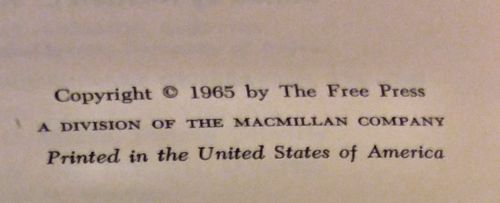 Copyright © 1965 by The Free Press
A DIVISION OF THE MACMILLAN COMPANY
Printed in the United States of America